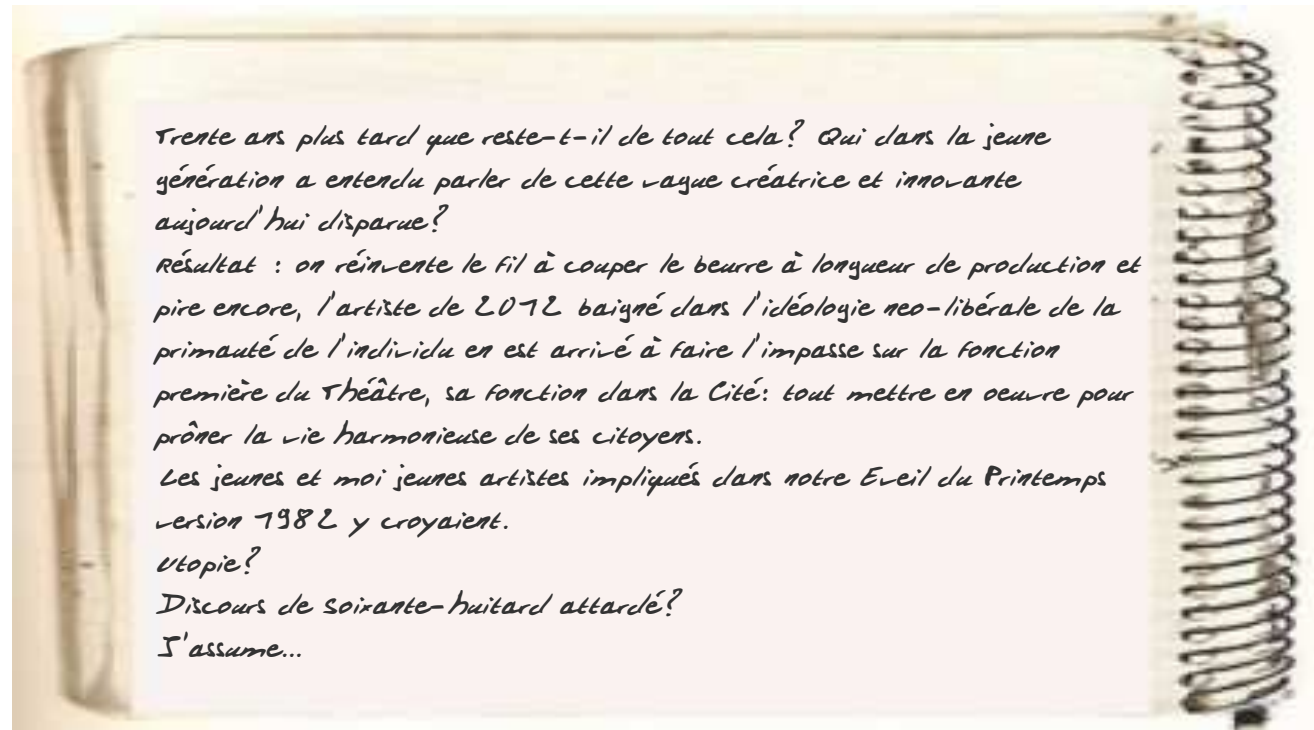 Trente ans plus tard que reste-t-il de tout cela? Qui dans la jeune
génération a entendu parler de cette vague créatrice et innovante
aujourd'hui disparue?
Résultat : on réinvente le fil à couper le beurre à longueur de production et
pire encore, l'artiste de 2012 baigné dans l'idéologie neo-libérale de la
primauté de l'individu en est arrivé à faire l'impasse sur la fonction
première du Théâtre, sa fonction dans la Cité: tout mettre en oeuvre pour
prôner la vie harmonieuse de ses citoyens.
Les jeunes et moi jeunes artistes impliqués dans notre Eveil du Printemps
version 1982 y croyaient.
Utopie?
Discours de soixante-huitard attardé?
J'assume...